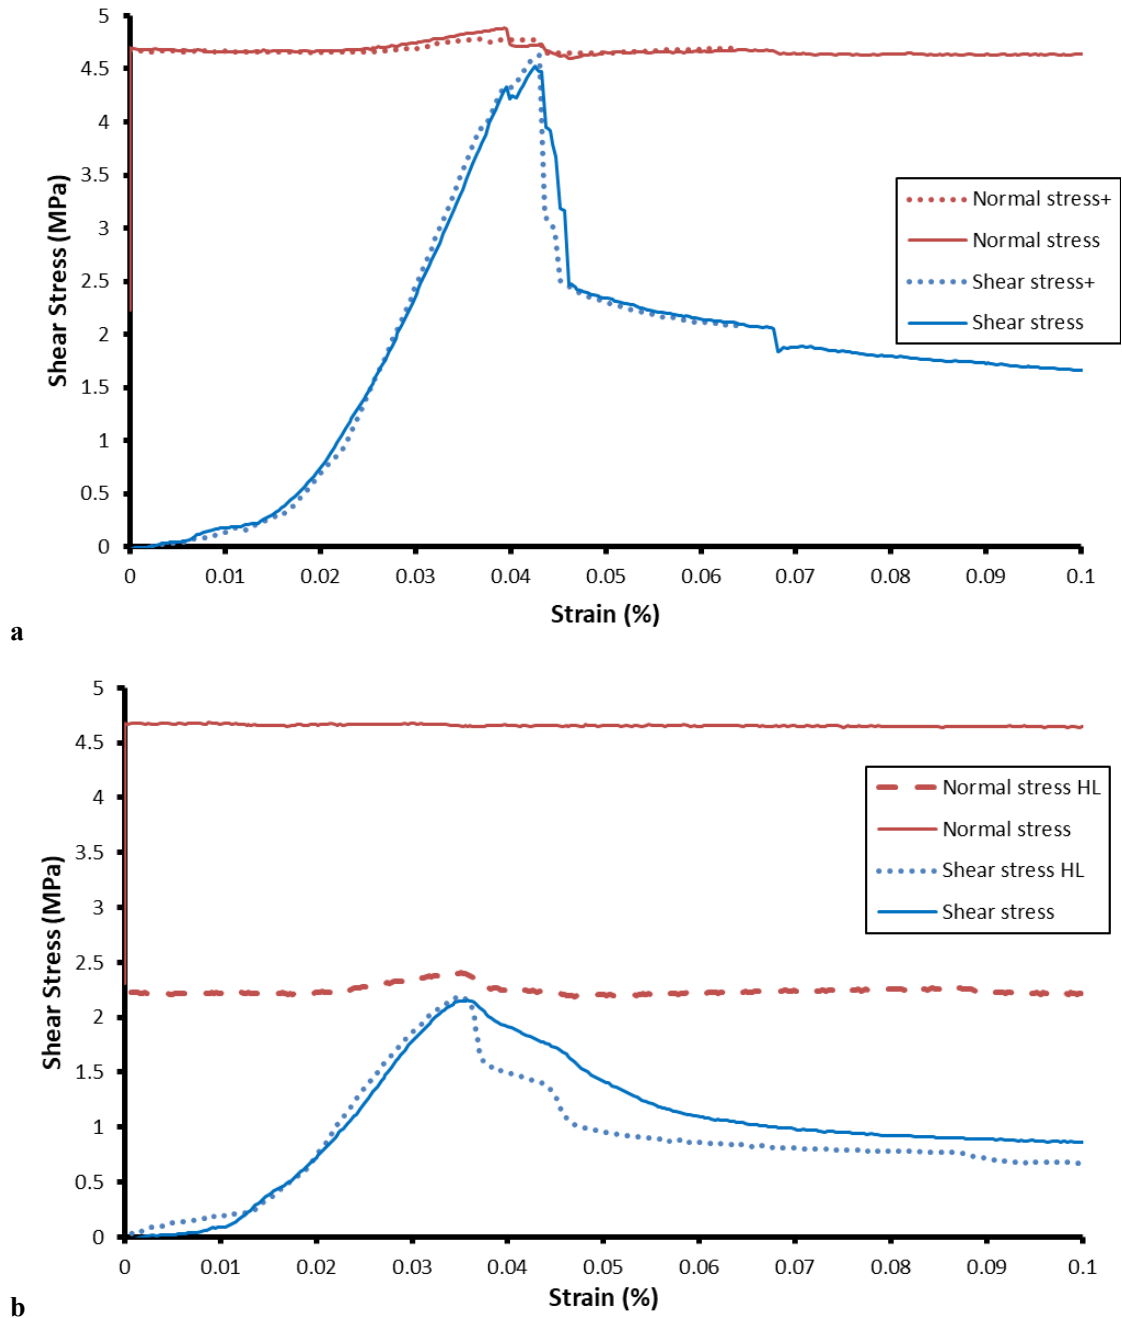 5
4.5
4
3.5
3
2.5
2
1.5
1
0.5
0
Shear Stress (MPa)
Normal stress+
Normal stress
Shear stress+
Shear stress
0 0.01 0.02 0.03 0.04 0.05 0.06 0.07 0.08 0.09 0.1
Strain (%)
a
5
4.5
4
3.5
3
2.5
2
1.5
1
0.5
0
Shear Stress (MPa)
Normal stress HL
Normal stress
Shear stress HL
Shear stress
0 0.01 0.02 0.03 0.04 0.05 0.06 0.07 0.08 0.09 0.1
Strain (%)
b